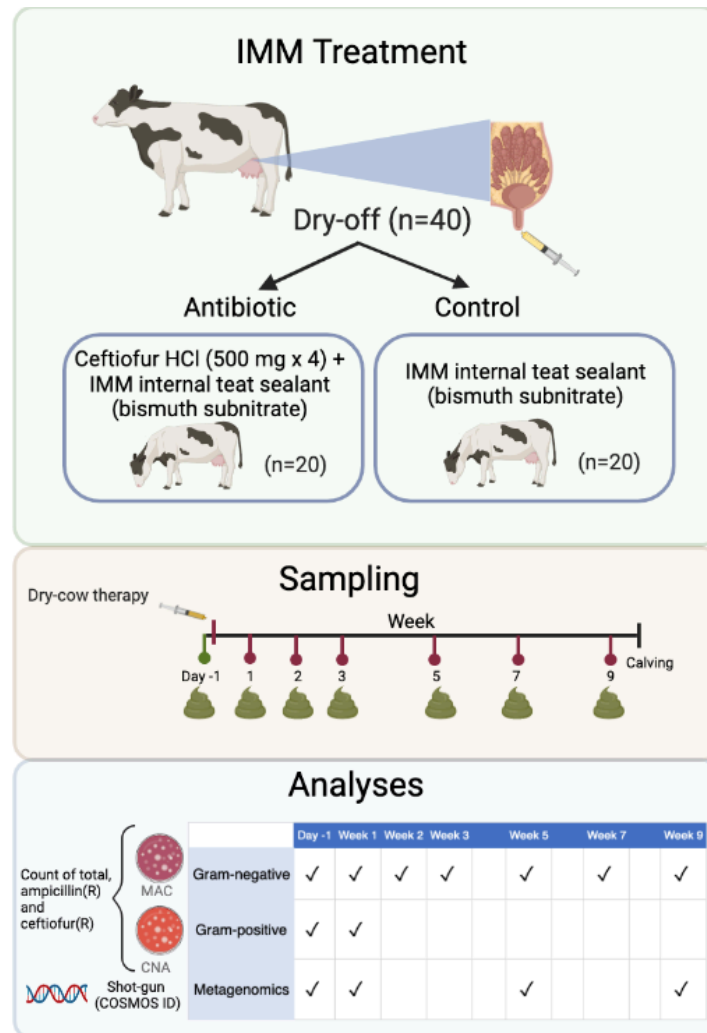 IMM Treatment
Dry-off (n=40)
Antibiotic
Control
Ceftiofur HCl (500 mg x 4) +
IMM internal teat sealant
(bismuth subnitrate)
(n=20)
IMM internal teat sealant
(bismuth subnitrate)
(n=20)
Sampling
Dry-cow therapy
Week
Day -1 1 2 3 5 7 9 Calving
Analyses
Day -1 Week 1 Week 2 Week 3 Week 5 Week 7 Week 9
Count of total,
ampicillin(R)
and
ceftiofur(R)
MAC
CNA
Gram-negative ✓ ✓ ✓ ✓ ✓ ✓ ✓
Gram-positive ✓ ✓
Shot-gun
(COSMOS ID)
Metagenomics ✓ ✓ ✓ ✓